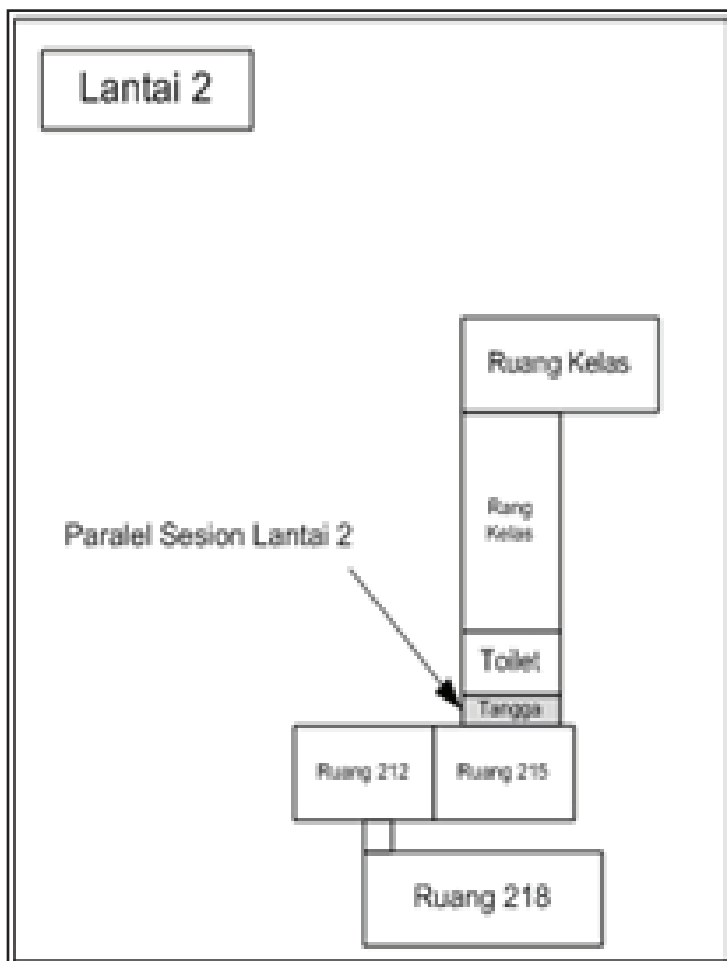 Lantai 2
Ruang Kelas
Rang
Kelas
Paralel Sesion Lantai 2
Toilet
Tangga
Ruang 212
Ruang 215
Ruang 218